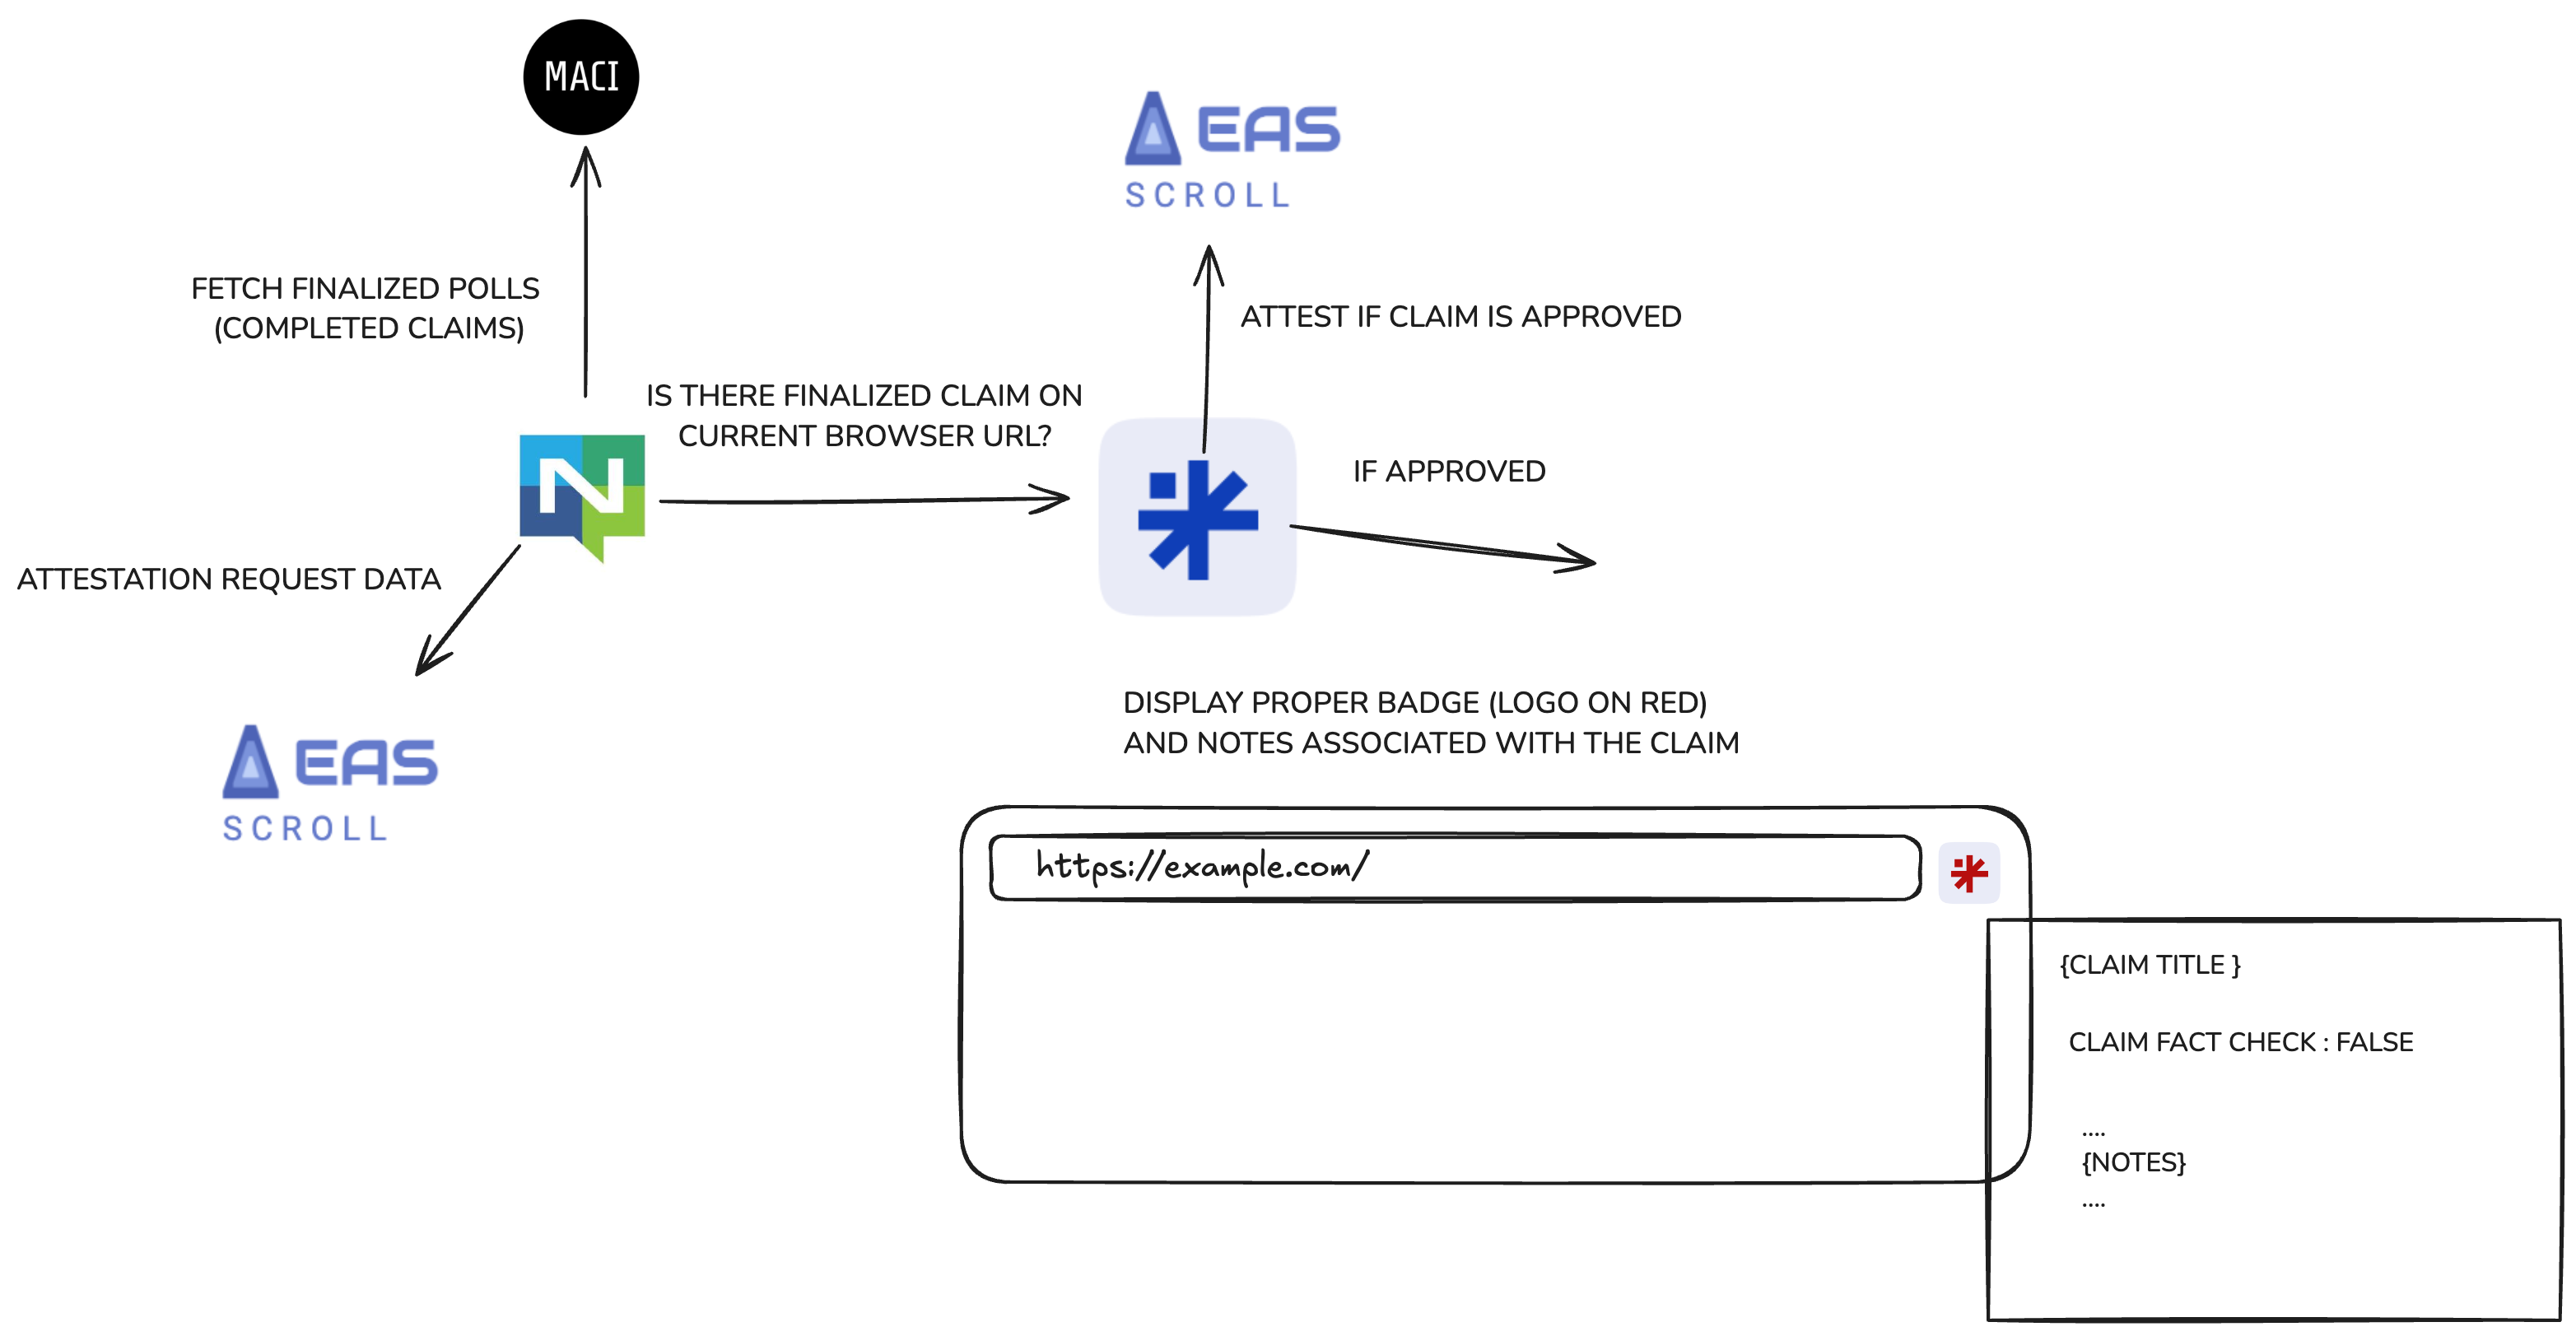 MACI
EAS
SCROLL
FETCH FINALIZED POLLS
(COMPLETED CLAIMS)
ATTEST IF CLAIM IS APPROVED
IS THERE FINALIZED CLAIM ON
CURRENT BROWSER URL?
IF APPROVED
N
ATTESTATION REQUEST DATA
EAS
SCROLL
DISPLAY PROPER BADGE (LOGO ON RED)
AND NOTES ASSOCIATED WITH THE CLAIM
https://example.com/
{CLAIM TITLE }
CLAIM FACT CHECK : FALSE
....
{NOTES}
....